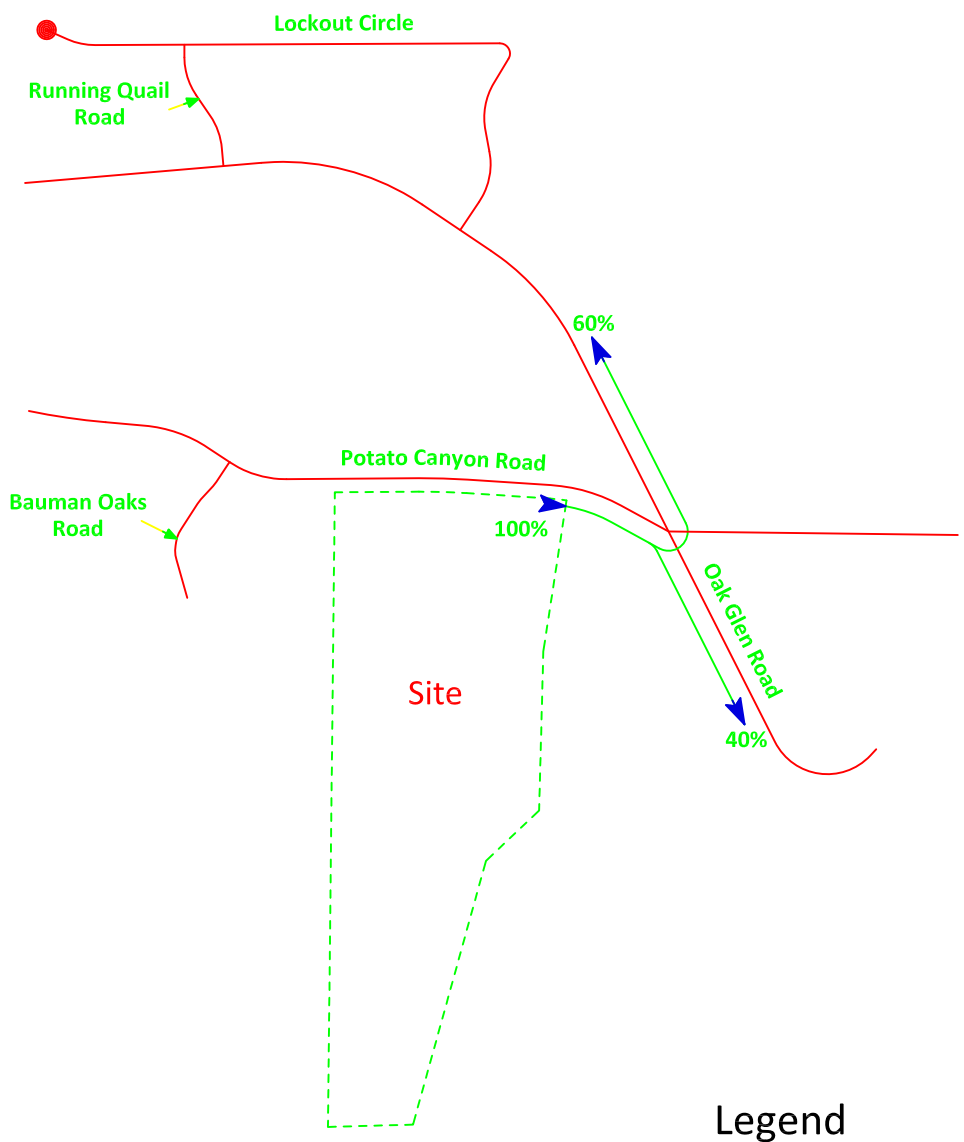 Lockout Circle
Running Quail
Road
60%
Potato Canyon Road
Bauman Oaks
Road
100%
Oak Glen Road
Site
40%
Legend